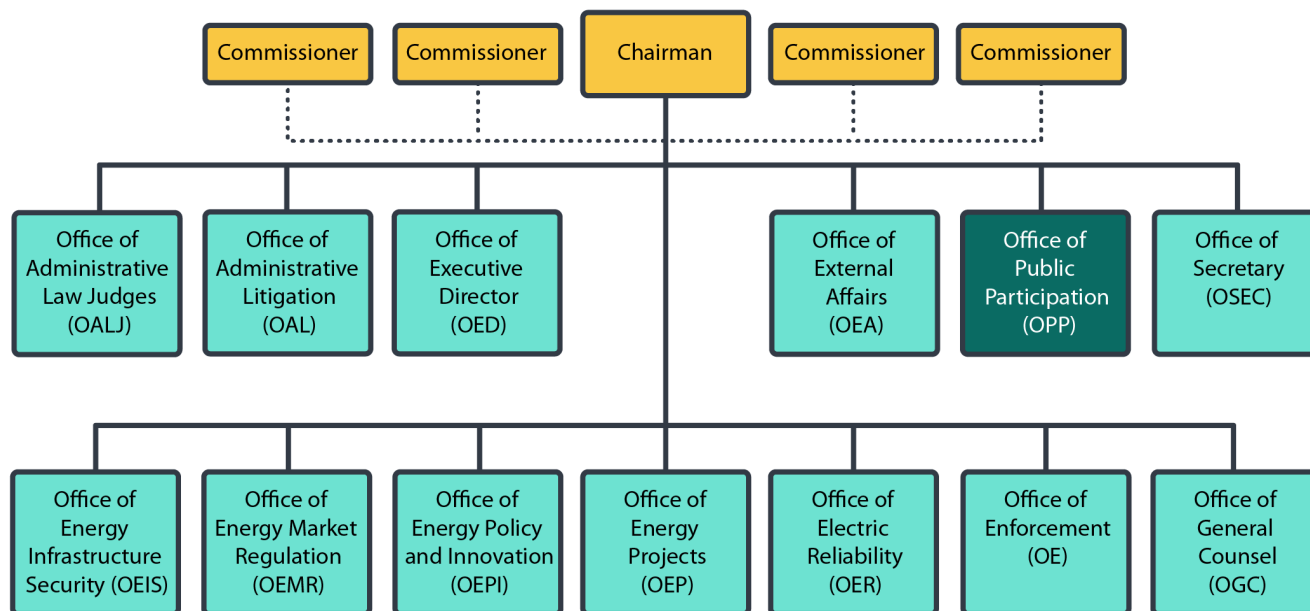 Commissioner
Commissioner
Chairman
Commissioner
Commissioner
Office of
Administrative
Law Judges
(OALJ)
Office of
Administrative
Litigation
(OAL)
Office of
Executive
Director
(OED)
Office of
External
Affairs
(OEA)
Office of
Public
Participation
(OPP)
Office of
Secretary
(OSEC)
Office of
Energy
Infrastructure
Security (OEIS)
Office of
Energy Market
Regulation
(OEMR)
Office of
Energy Policy
and Innovation
(OEPI)
Office of
Energy
Projects
(OEP)
Office of
Electric
Reliability
(OER)
Office of
Enforcement
(OE)
Office of
General
Counsel
(OGC)